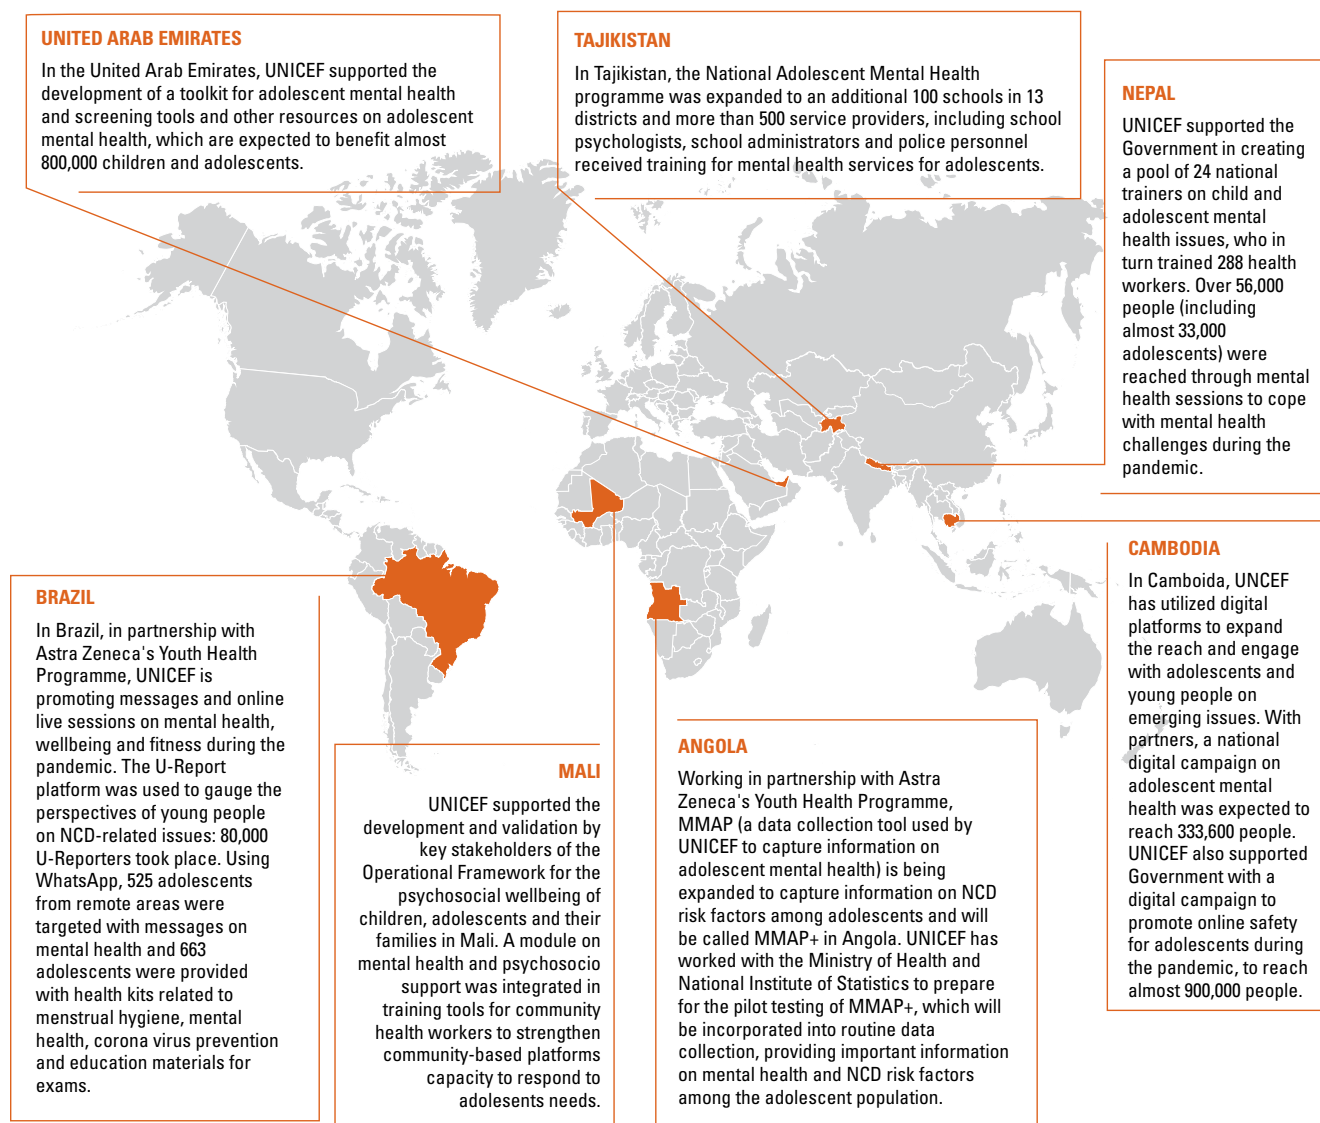 UNITED ARAB EMIRATES
In the United Arab Emirates, UNICEF supported the
development of a toolkit for adolescent mental health
and screening tools and other resources on adolescent
mental health, which are expected to benefit almost
800,000 children and adolescents.
TAJIKISTAN
In Tajikistan, the National Adolescent Mental Health
programme was expanded to an additional 100 schools in 13
districts and more than 500 service providers, including school
psychologists, school administrators and police personnel
received training for mental health services for adolescents.
NEPAL
UNICEF supported the
Government in creating
a pool of 24 national
trainers on child and
adolescent mental
health issues, who in
turn trained 288 health
workers. Over 56,000
people (including
almost 33,000
adolescents) were
reached through mental
health sessions to cope
with mental health
challenges during the
pandemic.
CAMBODIA
In Camboida, UNCEF
has utilized digital
platforms to expand
the reach and engage
with adolescents and
young people on
emerging issues. With
partners, a national
digital campaign on
adolescent mental
health was expected to
reach 333,600 people.
UNICEF also supported
Government with a
digital campaign to
promote online safety
for adolescents during
the pandemic, to reach
almost 900,000 people.
BRAZIL
In Brazil, in partnership with
Astra Zeneca's Youth Health
Programme, UNICEF is
promoting messages and online
live sessions on mental health,
wellbeing and fitness during the
pandemic. The U-Report
platform was used to gauge the
perspectives of young people
on NCD-related issues: 80,000
U-Reporters took place. Using
WhatsApp, 525 adolescents
from remote areas were
targeted with messages on
mental health and 663
adolescents were provided
with health kits related to
menstrual hygiene, mental
health, corona virus prevention
and education materials for
exams.
MALI
UNICEF supported the
development and validation by
key stakeholders of the
Operational Framework for the
psychosocial wellbeing of
children, adolescents and their
families in Mali. A module on
mental health and psychosocio
support was integrated in
training tools for community
health workers to strengthen
community-based platforms
capacity to respond to
adolesents needs.
ANGOLA
Working in partnership with Astra
Zeneca's Youth Health Programme,
MMAP (a data collection tool used by
UNICEF to capture information on
adolescent mental health) is being
expanded to capture information on NCD
risk factors among adolescents and will
be called MMAP+ in Angola. UNICEF has
worked with the Ministry of Health and
National Institute of Statistics to prepare
for the pilot testing of MMAP+, which will
be incorporated into routine data
collection, providing important information
on mental health and NCD risk factors
among the adolescent population.